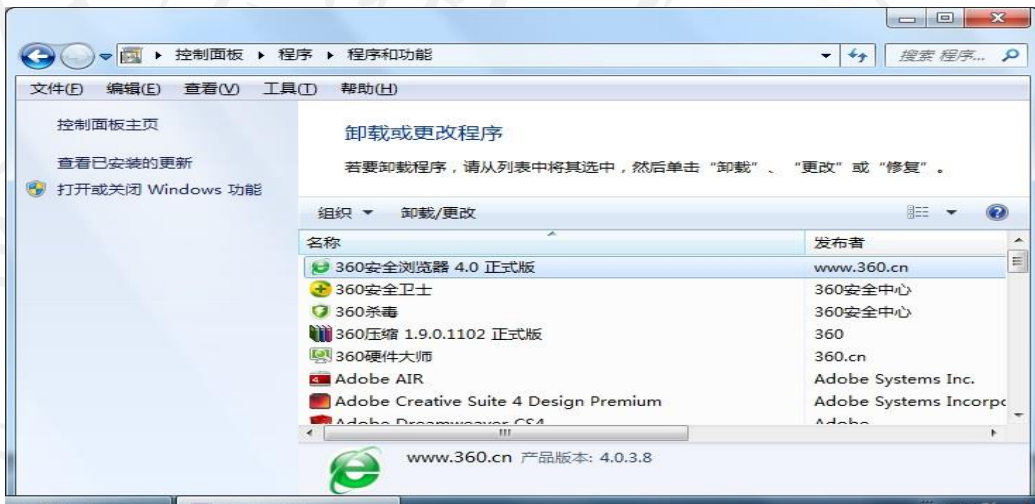 控制面板 ▸ 程序 ▸ 程序和功能
搜索 程序...
文件(F) 编辑(E) 查看(V) 工具(T) 帮助(H)
控制面板主页
查看已安装的更新
打开或关闭 Windows 功能
卸载或更改程序
若要卸载程序，请从列表中将其选中，然后单击“卸载”、“更改”或“修复”。
组织 卸载/更改
名称 发布者
360安全浏览器 4.0 正式版 www.360.cn
360安全卫士 360安全中心
360杀毒 360安全中心
360压缩 1.9.0.1102 正式版 360
360硬件大师 360.cn
Adobe AIR Adobe Systems Inc.
Adobe Creative Suite 4 Design Premium Adobe Systems Incorpo
Adobe Dreamweaver CS4 Adobe
www.360.cn 产品版本: 4.0.3.8